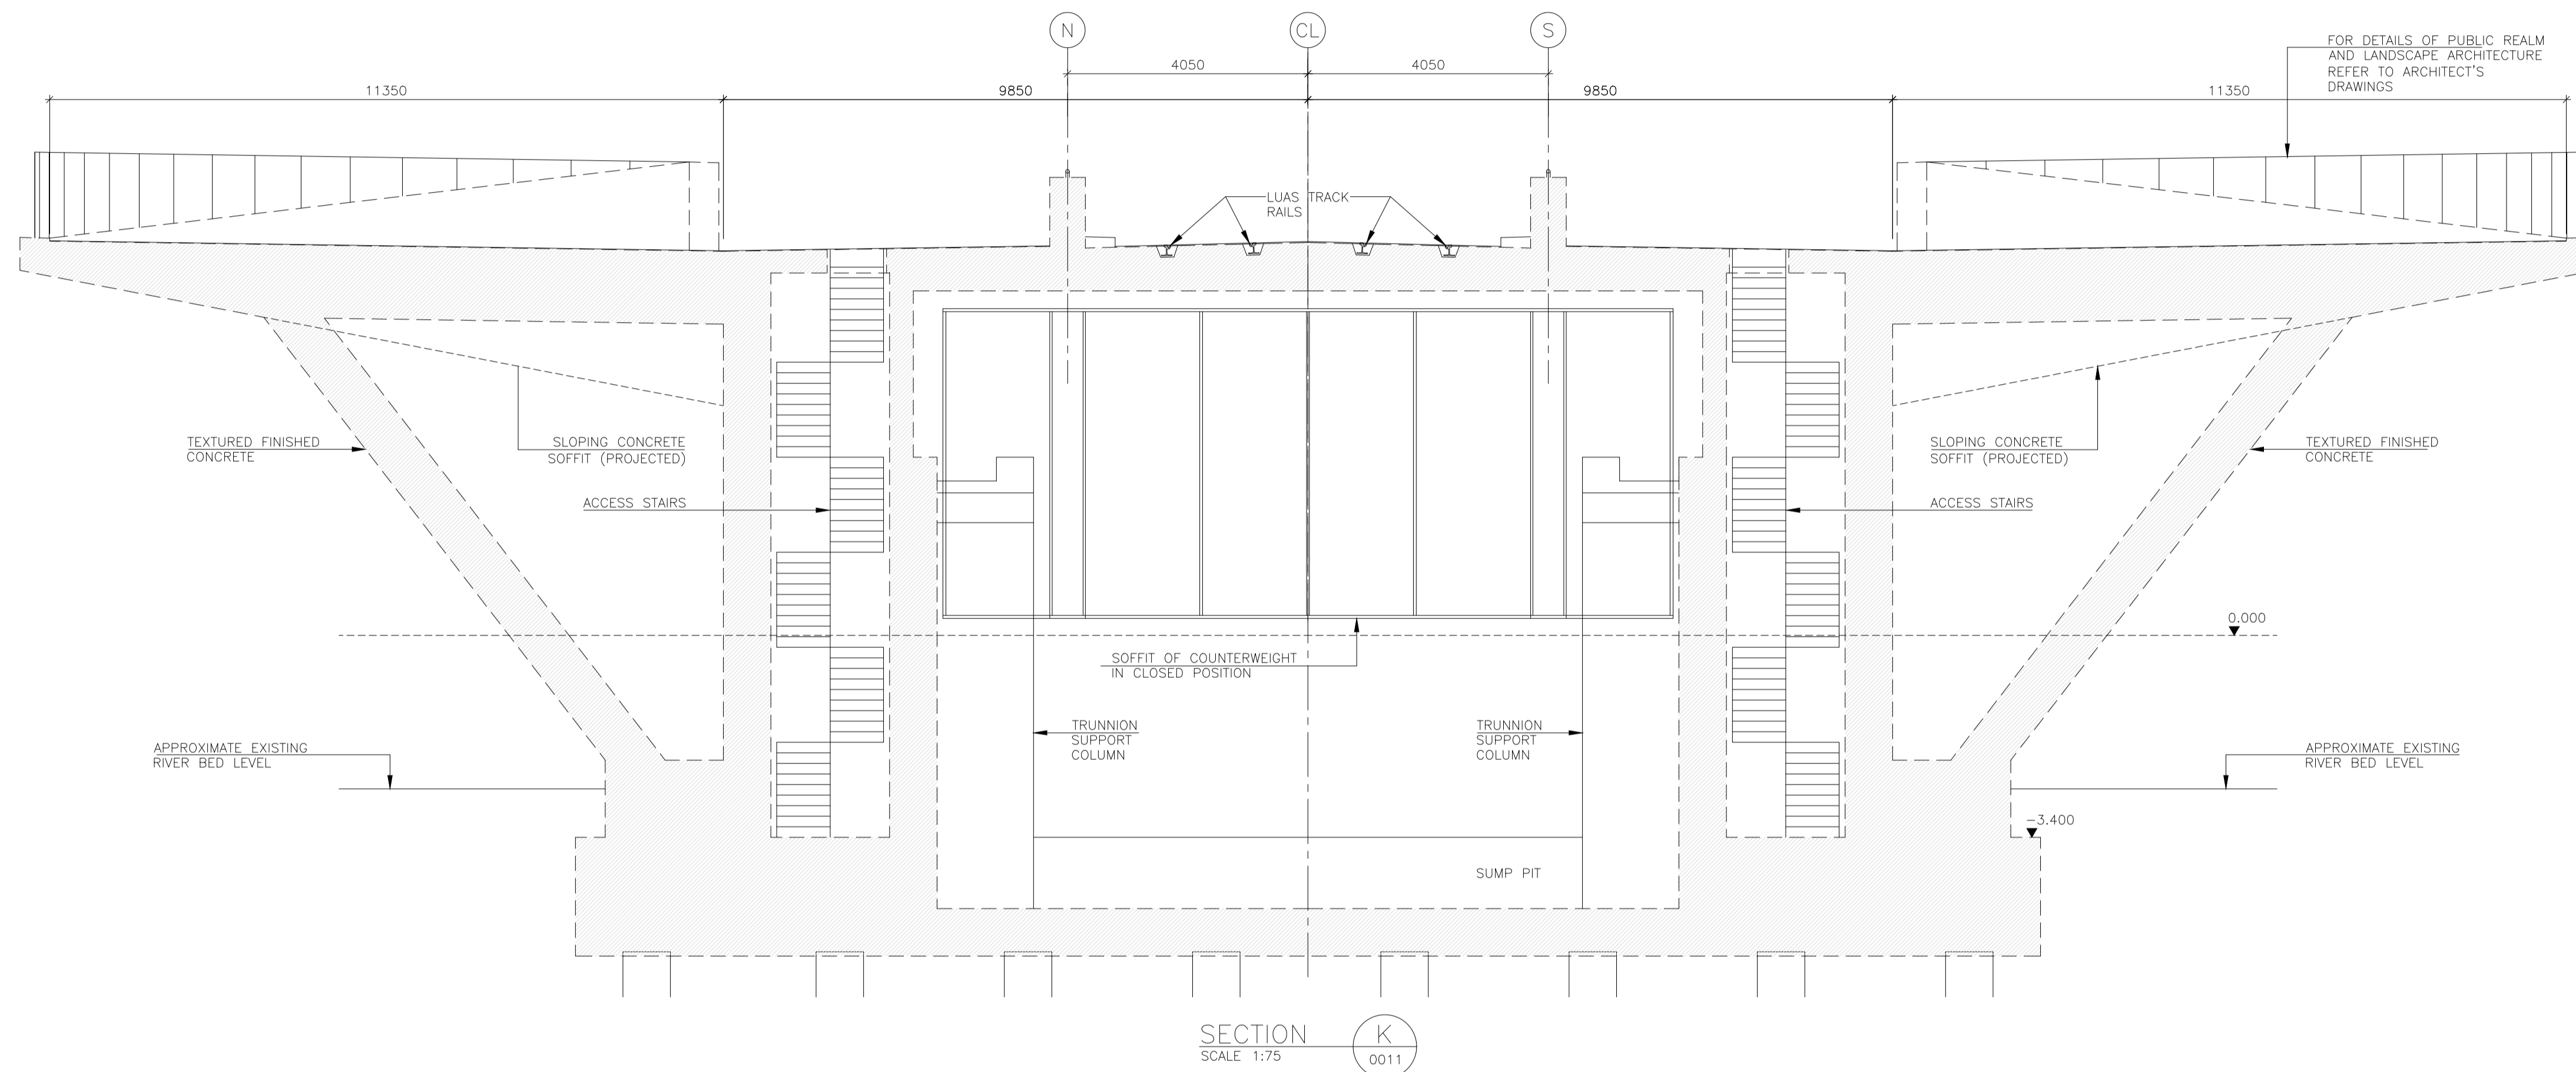 N
CL
S
FOR DETAILS OF PUBLIC REALM
AND LANDSCAPE ARCHITECTURE
REFER TO ARCHITECT'S
DRAWINGS
4050
4050
11350
9850
9850
11350
LUAS TRACK
RAILS
TEXTURED FINISHED
CONCRETE
SLOPING CONCRETE
SOFFIT (PROJECTED)
SLOPING CONCRETE
SOFFIT (PROJECTED)
TEXTURED FINISHED
CONCRETE
ACCESS STAIRS
ACCESS STAIRS
0.000
SOFFIT OF COUNTERWEIGHT
IN CLOSED POSITION
TRUNNION
SUPPORT
COLUMN
TRUNNION
SUPPORT
COLUMN
APPROXIMATE EXISTING
RIVER BED LEVEL
APPROXIMATE EXISTING
RIVER BED LEVEL
-3.400
SUMP PIT
SECTION
SCALE 1:75
K
0011